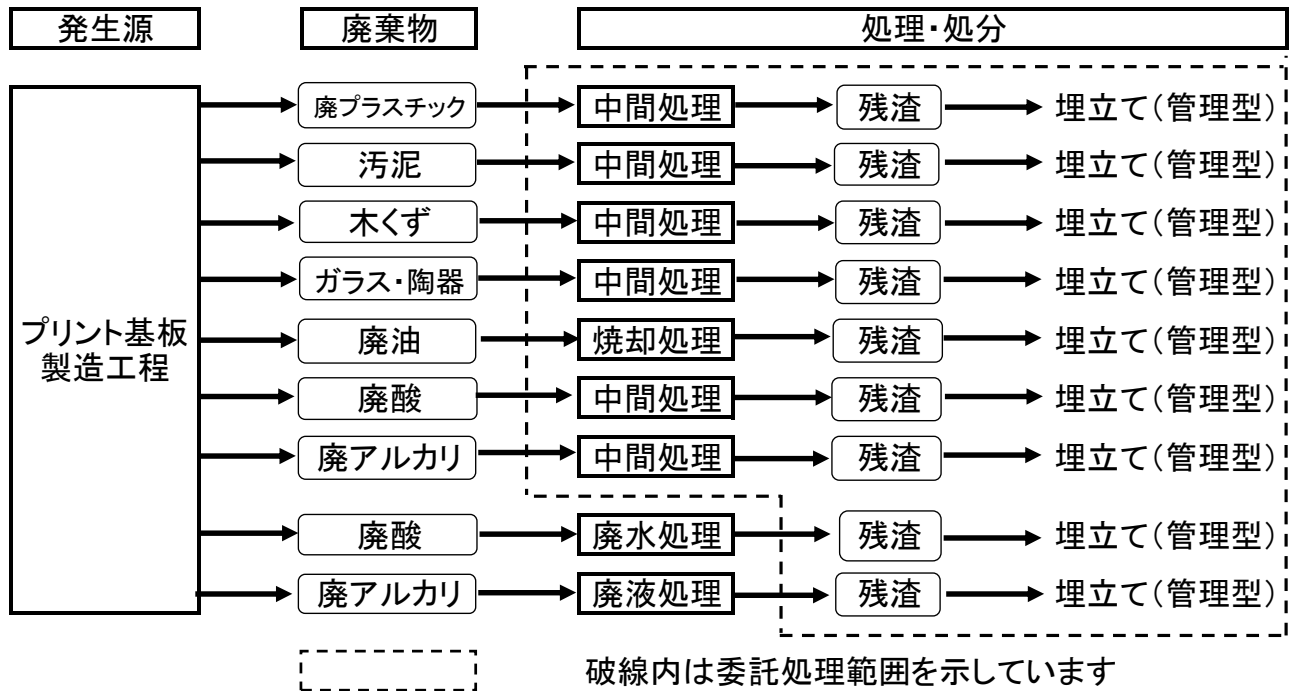 発生源 廃棄物 処理・処分
廃プラスチック 中間処理 残渣 埋立て(管理型)
汚泥 中間処理 残渣 埋立て(管理型)
木くず 中間処理 残渣 埋立て(管理型)
ガラス・陶器 中間処理 残渣 埋立て(管理型)
プリント基板
製造工程
廃油 焼却処理 残渣 埋立て(管理型)
廃酸 中間処理 残渣 埋立て(管理型)
廃アルカリ 中間処理 残渣 埋立て(管理型)
廃酸 廃水処理 残渣 埋立て(管理型)
廃アルカリ 廃液処理 残渣 埋立て(管理型)
破線内は委託処理範囲を示しています